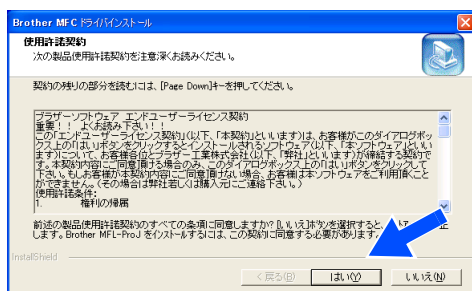 Brother MFC ドライバインストール
使用許諾契約
次の製品使用許諾契約を注意深くお読みください。
契約の残りの部分を読むには、[Page Down]キーを押してください。
ブラザーソフトウェア エンドユーザーライセンス契約
重要！！ よくお読み下さい！！
この「エンドユーザーライセンス契約」(以下、「本契約」といいます)は、お客様がこのダイアログボックス上の「はい」ボタンをクリックするとインストールされるソフトウェア(以下、「本ソフトウェア」といいます)について、お客様各位とブラザー工業株式会社(以下、「弊社」といいます)が締結する契約です。本契約内容にご同意頂ける場合のみ、このダイアログボックス上の「はい」ボタンをクリックして下さい。もし、お客様が本契約内容にご同意頂けない場合、お客様は本ソフトウェアをご利用頂くことができません。(その場合は弊社若しくは購入元にご連絡下さい。)
使用許諾条件:
1. 権利の帰属
前述の製品使用許諾契約のすべての条項に同意しますか? [いいえ]ボタンを選択すると、
します。Brother MFL-ProJ をインストールするには、この契約に同意する必要があります。
InstallShield
< 戻る(B)
はい(Y)
いいえ(N)